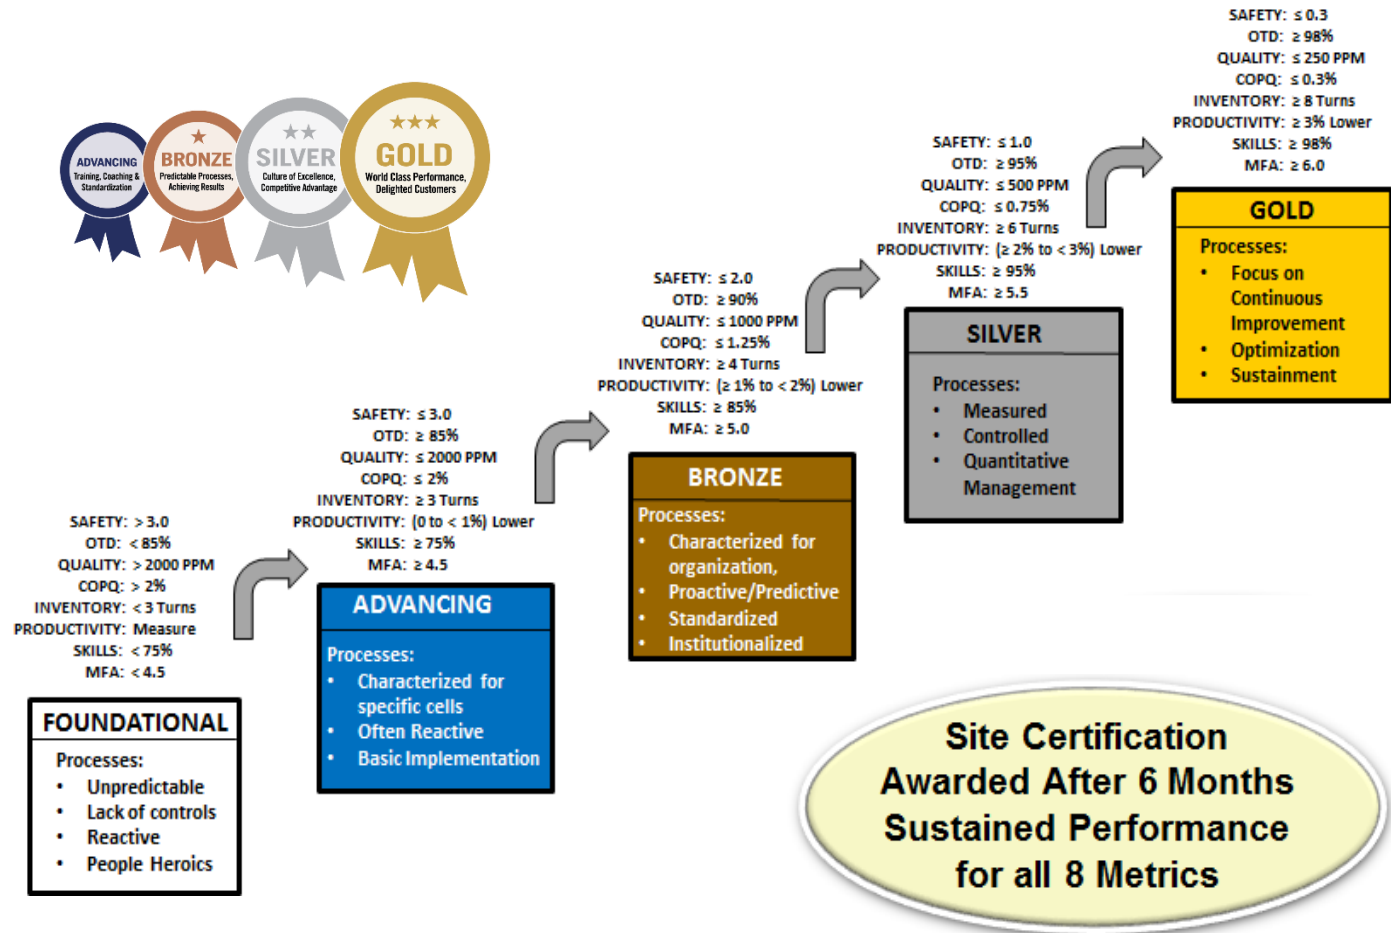 ADVANCING
Training, Coaching &
Standardization
★
BRONZE
Predictable Processes,
Achieving Results
★★
SILVER
Culture of Excellence,
Competitive Advantage
★★★
GOLD
World Class Performance,
Delighted Customers
SAFETY: > 3.0
OTD: < 85%
QUALITY: > 2000 PPM
COPQ: > 2%
INVENTORY: < 3 Turns
PRODUCTIVITY: Measure
SKILLS: < 75%
MFA: < 4.5
FOUNDATIONAL
Processes:
• Unpredictable
• Lack of controls
• Reactive
• People Heroics
SAFETY: ≤ 3.0
OTD: ≥ 85%
QUALITY: ≤ 2000 PPM
COPQ: ≤ 2%
INVENTORY: ≥ 3 Turns
PRODUCTIVITY: (0 to < 1%) Lower
SKILLS: ≥ 75%
MFA: ≥ 4.5
ADVANCING
Processes:
• Characterized for
specific cells
• Often Reactive
• Basic Implementation
SAFETY: ≤ 2.0
OTD: ≥ 90%
QUALITY: ≤ 1000 PPM
COPQ: ≤ 1.25%
INVENTORY: ≥ 4 Turns
PRODUCTIVITY: (≥ 1% to < 2%) Lower
SKILLS: ≥ 85%
MFA: ≥ 5.0
BRONZE
Processes:
• Characterized for
organization,
• Proactive/Predictive
• Standardized
• Institutionalized
SAFETY: ≤ 1.0
OTD: ≥ 95%
QUALITY: ≤ 500 PPM
COPQ: ≤ 0.75%
INVENTORY: ≥ 6 Turns
PRODUCTIVITY: (≥ 2% to < 3%) Lower
SKILLS: ≥ 95%
MFA: ≥ 5.5
SILVER
Processes:
• Measured
• Controlled
• Quantitative
Management
SAFETY: ≤ 0.3
OTD: ≥ 98%
QUALITY: ≤ 250 PPM
COPQ: ≤ 0.3%
INVENTORY: ≥ 8 Turns
PRODUCTIVITY: ≥ 3% Lower
SKILLS: ≥ 98%
MFA: ≥ 6.0
GOLD
Processes:
• Focus on
Continuous
Improvement
• Optimization
• Sustainment
Site Certification
Awarded After 6 Months
Sustained Performance
for all 8 Metrics